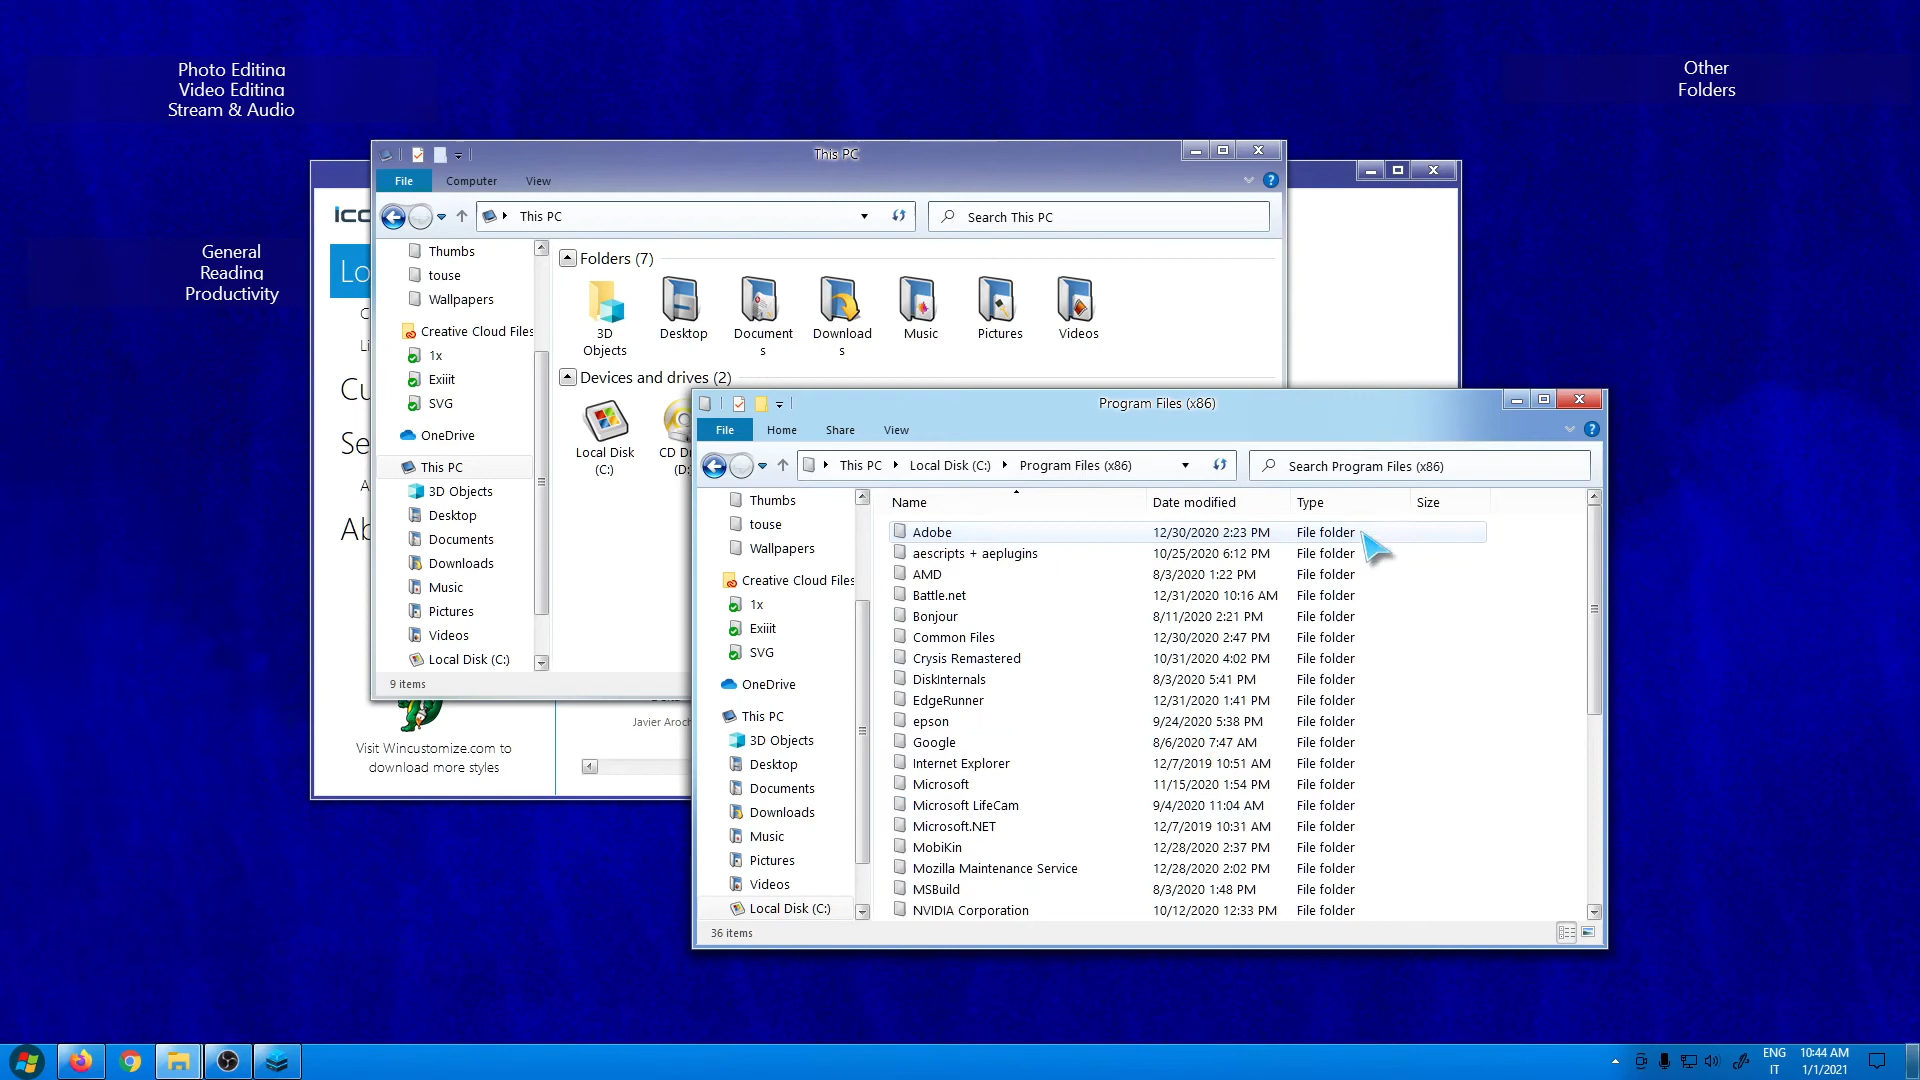 Photo Editing
Video Editing
Stream & Audio
Other
Folders
General
Reading
Productivity
This PC
File
Computer
View
This PC
Search This PC
Thumbs
touse
Wallpapers
Creative Cloud Files
1x
Exiiit
SVG
OneDrive
This PC
3D Objects
Desktop
Documents
Downloads
Music
Pictures
Videos
Local Disk (C:)
9 items
Folders (7)
3D
Objects
Desktop
Document
s
Download
s
Music
Pictures
Videos
Devices and drives (2)
Local Disk
(C:)
CD D
(D:
Javier Aroch
Visit Wincustomize.com to
download more styles
Program Files (x86)
File
Home
Share
View
This PC
Local Disk (C:)
Program Files (x86)
Search Program Files (x86)
Thumbs
touse
Wallpapers
Creative Cloud Files
1x
Exiiit
SVG
OneDrive
This PC
3D Objects
Desktop
Documents
Downloads
Music
Pictures
Videos
Local Disk (C:)
Name Date modified Type Size
Adobe 12/30/2020 2:23 PM File folder
aescripts + aeplugins 10/25/2020 6:12 PM File folder
AMD 8/3/2020 1:22 PM File folder
Battle.net 12/31/2020 10:16 AM File folder
Bonjour 8/11/2020 2:21 PM File folder
Common Files 12/30/2020 2:47 PM File folder
Crysis Remastered 10/31/2020 4:02 PM File folder
DiskInternals 8/3/2020 5:41 PM File folder
EdgeRunner 12/31/2020 1:41 PM File folder
epson 9/24/2020 5:38 PM File folder
Google 8/6/2020 7:47 AM File folder
Internet Explorer 12/7/2019 10:51 AM File folder
Microsoft 11/15/2020 1:54 PM File folder
Microsoft LifeCam 9/4/2020 11:04 AM File folder
Microsoft.NET 12/7/2019 10:31 AM File folder
MobiKin 12/28/2020 2:37 PM File folder
Mozilla Maintenance Service 12/28/2020 2:02 PM File folder
MSBuild 8/3/2020 1:48 PM File folder
NVIDIA Corporation 10/12/2020 12:33 PM File folder
36 items
ENG
IT
10:44 AM
1/1/2021